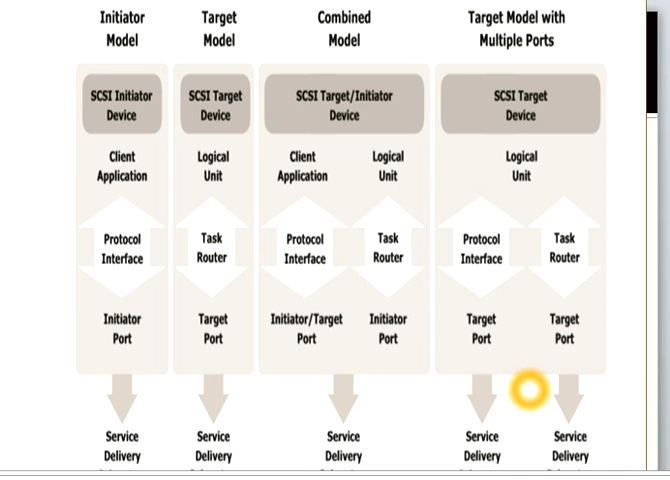 Initiator
Model
Target
Model
Combined
Model
Target Model with
Multiple Ports
SCSI Initiator
Device
SCSI Target
Device
SCSI Target/Initiator
Device
SCSI Target
Device
Client
Application
Logical
Unit
Client
Application
Logical
Unit
Logical
Unit
Protocol
Interface
Task
Router
Protocol
Interface
Task
Router
Protocol
Interface
Task
Router
Initiator
Port
Target
Port
Initiator/Target
Port
Initiator
Port
Target
Port
Target
Port
Service
Delivery
Service
Delivery
Service
Delivery
Service
Delivery
Service
Delivery